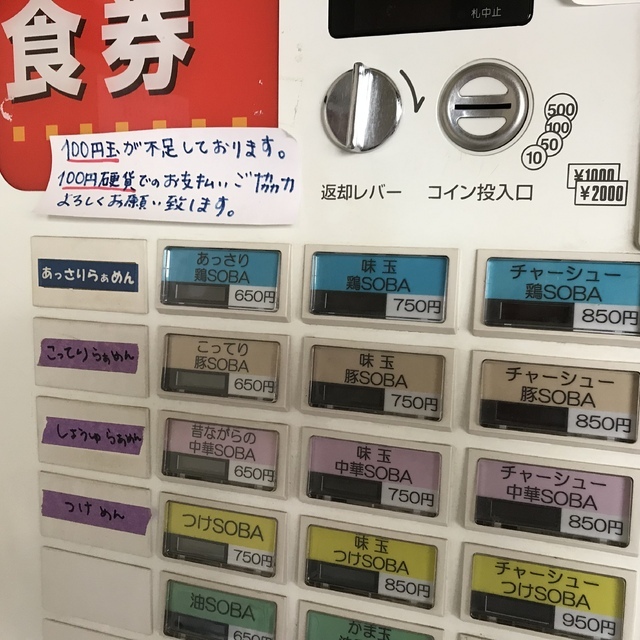 食券
札中止
100円玉が不足しております。
100円硬貨でのお支払いご協力
よろしくお願い致します。
返却レバー
コイン投入口
500
100
50
10
¥1000
¥2000
あっさりらぁめん
あっさり
鶏SOBA
650円
味玉
鶏SOBA
750円
チャーシュー
鶏SOBA
850円
こってりらぁめん
こってり
豚SOBA
650円
味玉
豚SOBA
750円
チャーシュー
豚SOBA
850円
しょうゆらぁめん
昔ながらの
中華SOBA
650円
味玉
中華SOBA
750円
チャーシュー
中華SOBA
850円
つけめん
つけSOBA
750円
味玉
つけSOBA
850円
チャーシュー
つけSOBA
950円
油SOBA
650円
かま玉